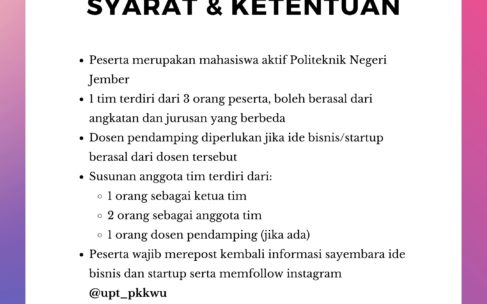 SYARAT & KETENTUAN
• Peserta merupakan mahasiswa aktif Politeknik Negeri
Jember
• 1 tim terdiri dari 3 orang peserta, boleh berasal dari
angkatan dan jurusan yang berbeda
• Dosen pendamping diperlukan jika ide bisnis/startup
berasal dari dosen tersebut
• Susunan anggota tim terdiri dari:
○ 1 orang sebagai ketua tim
○ 2 orang sebagai anggota tim
○ 1 orang dosen pendamping (jika ada)
• Peserta wajib merepost kembali informasi sayembara ide
bisnis dan startup serta memfollow instagram
@upt_pkkwu